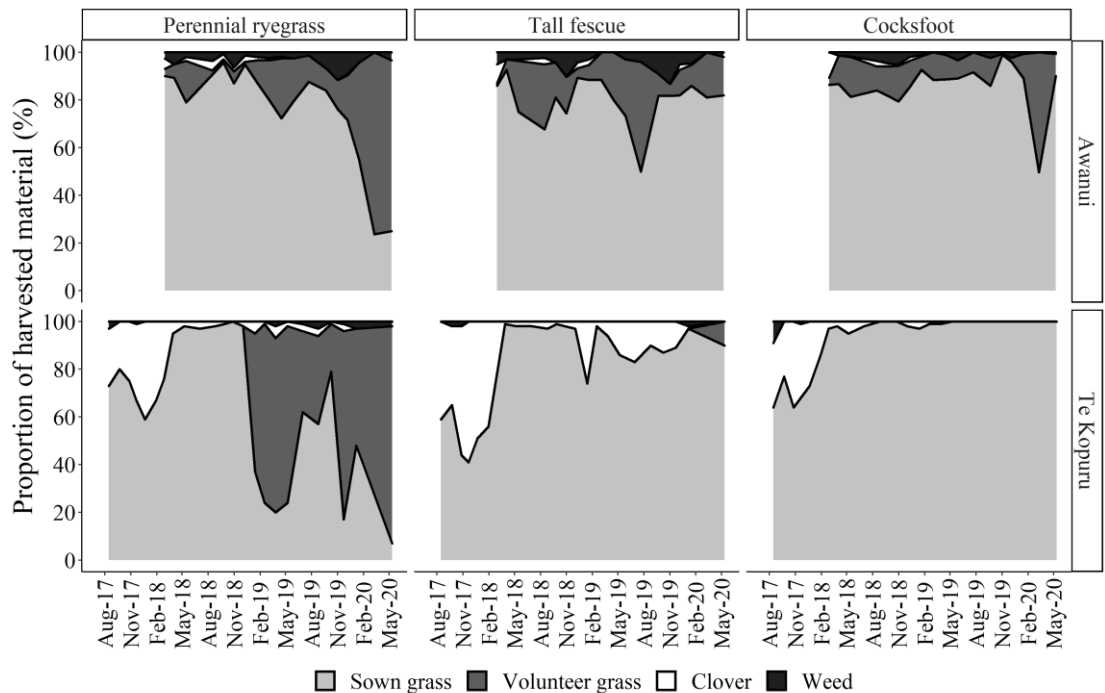 Perennial ryegrass Tall fescue Cocksfoot
Proportion of harvested material (%)
100
80
60
40
20
0
Awanui
100
80
60
40
20
0
Te Kopuru
Aug-17 Nov-17 Feb-18 May-18 Aug-18 Nov-18 Feb-19 May-19 Aug-19 Nov-19 Feb-20 May-20
Aug-17 Nov-17 Feb-18 May-18 Aug-18 Nov-18 Feb-19 May-19 Aug-19 Nov-19 Feb-20 May-20
Aug-17 Nov-17 Feb-18 May-18 Aug-18 Nov-18 Feb-19 May-19 Aug-19 Nov-19 Feb-20 May-20
Sown grass Volunteer grass Clover Weed